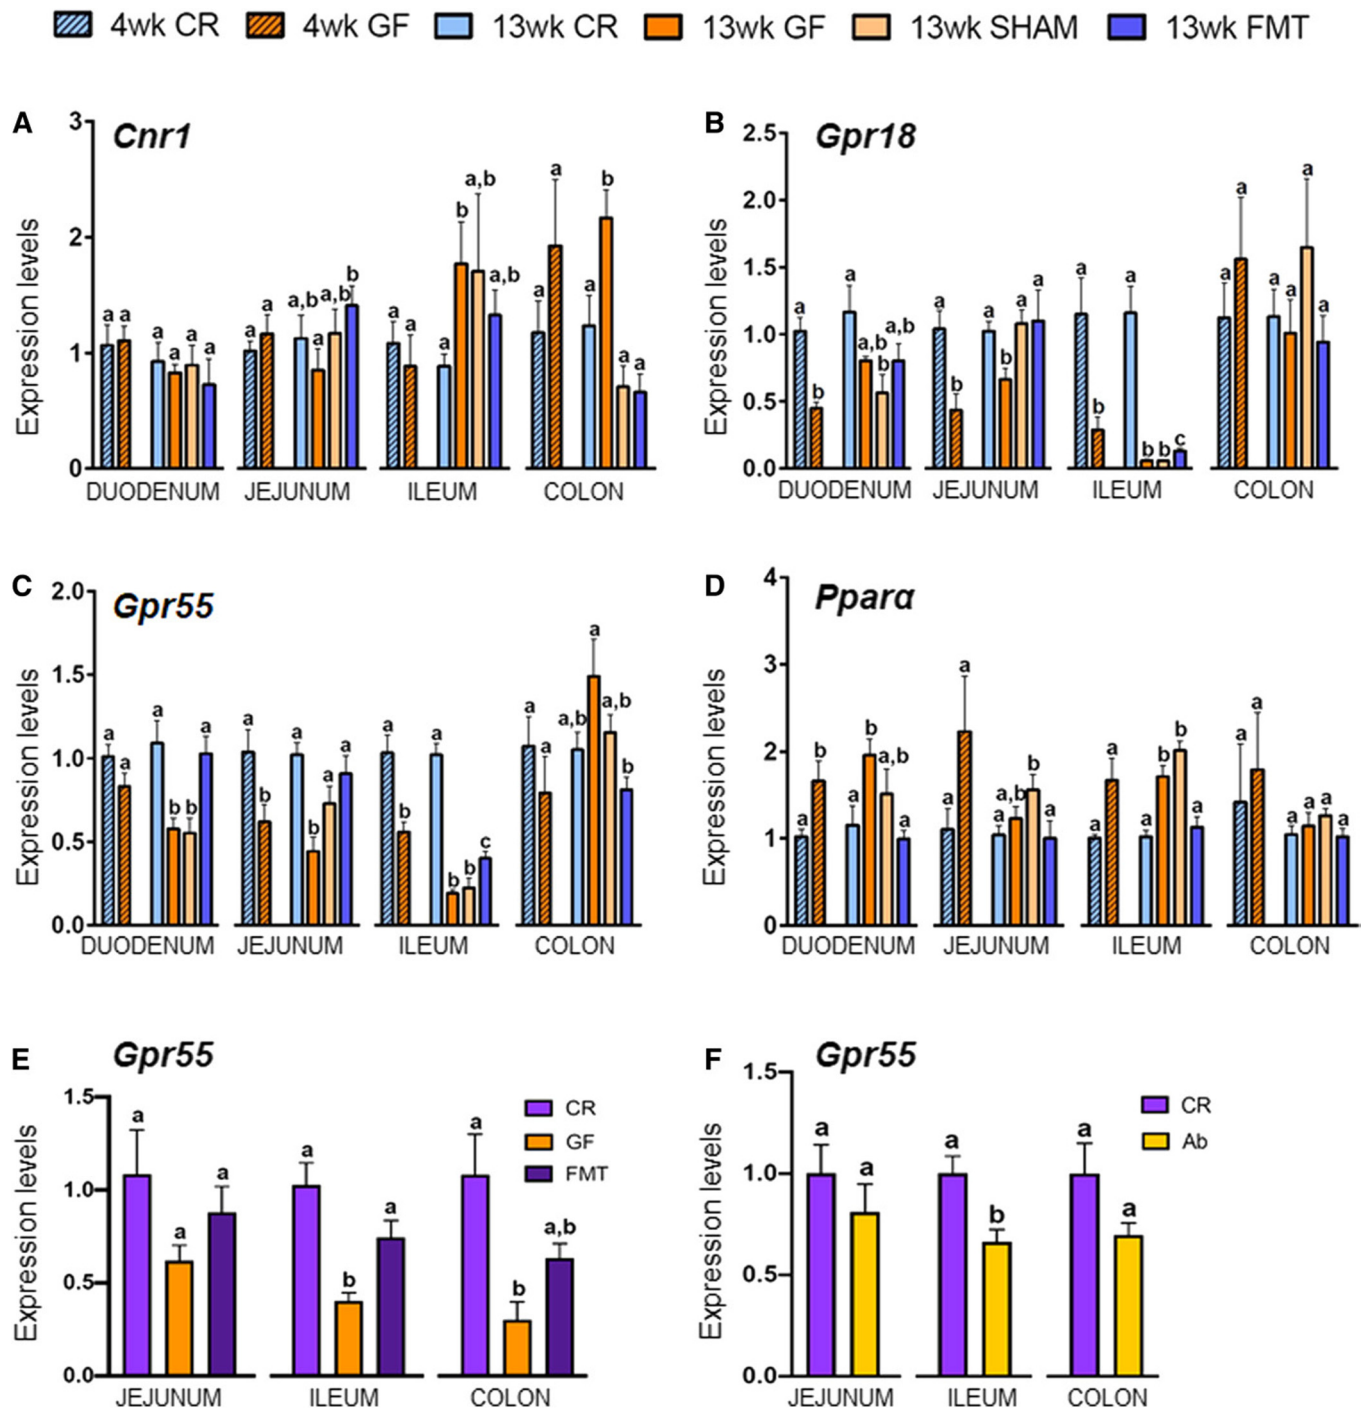 4wk CR 4wk GF 13wk CR 13wk GF 13wk SHAM 13wk FMT
A Cnr1
Expression levels
3
2
1
0
a a a a a a
a a a,b a a,b b
a a a b a,b a,b
a a a b a a
DUODENUM JEJUNUM ILEUM COLON
B Gpr18
Expression levels
2.5
2.0
1.5
1.0
0.5
0.0
a b a a,b b a,b
a b a b a a
a b a b b c
a a a a a a
DUODENUM JEJUNUM ILEUM COLON
C Gpr55
Expression levels
2.0
1.5
1.0
0.5
0.0
a a a b b a
a b a b a a
a b a b b c
a a a,b a a,b b
DUODENUM JEJUNUM ILEUM COLON
D Pparα
Expression levels
4
3
2
1
0
a b a b a,b a
a a a a,b b a
a a a b b a
a a a a a a
DUODENUM JEJUNUM ILEUM COLON
E Gpr55
Expression levels
1.5
1.0
0.5
0.0
CR
GF
FMT
a a a
a b a
a b a,b
JEJUNUM ILEUM COLON
F Gpr55
Expression levels
1.5
1.0
0.5
0.0
CR
Ab
a a
a b
a a
JEJUNUM ILEUM COLON